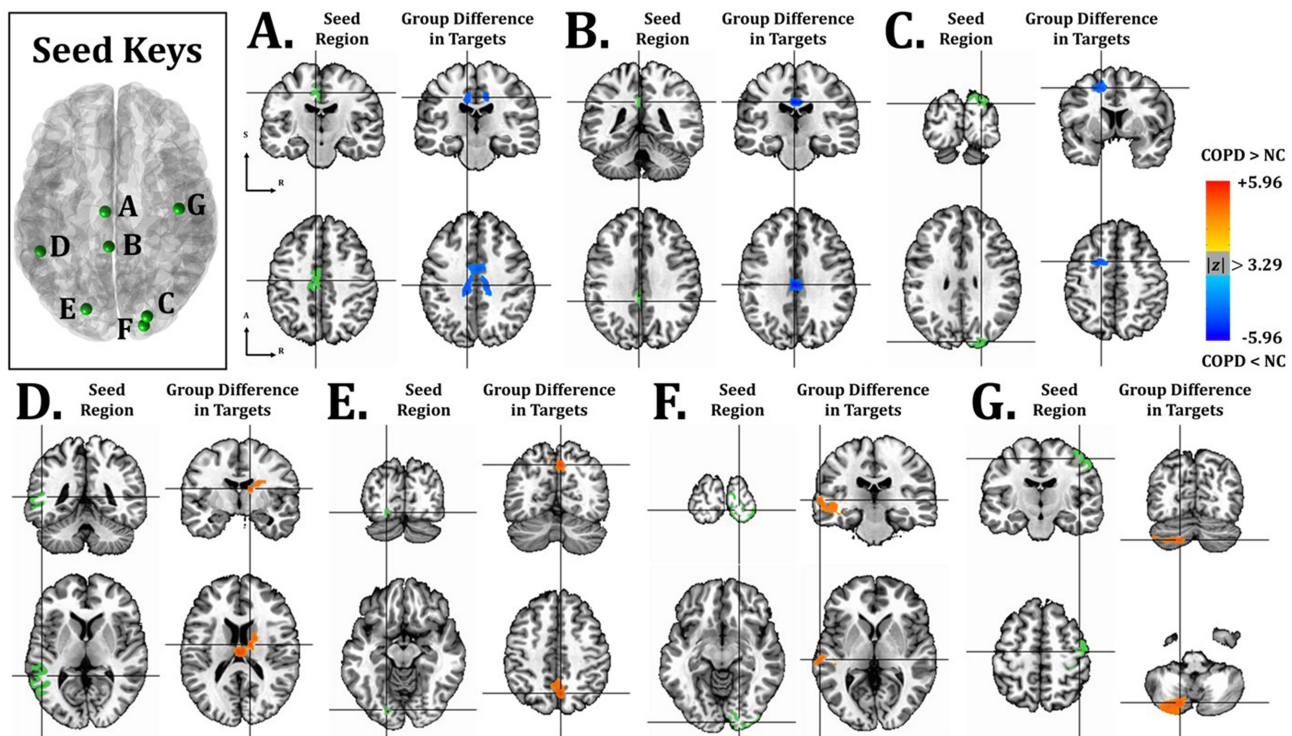 Seed Keys
A
G
D
B
E
C
F
A.
Seed
Region
Group Difference
in Targets
S
R
A
R
B.
Seed
Region
Group Difference
in Targets
C.
Seed
Region
Group Difference
in Targets
COPD > NC
+5.96
|z| > 3.29
-5.96
COPD < NC
D.
Seed
Region
Group Difference
in Targets
E.
Seed
Region
Group Difference
in Targets
F.
Seed
Region
Group Difference
in Targets
G.
Seed
Region
Group Difference
in Targets